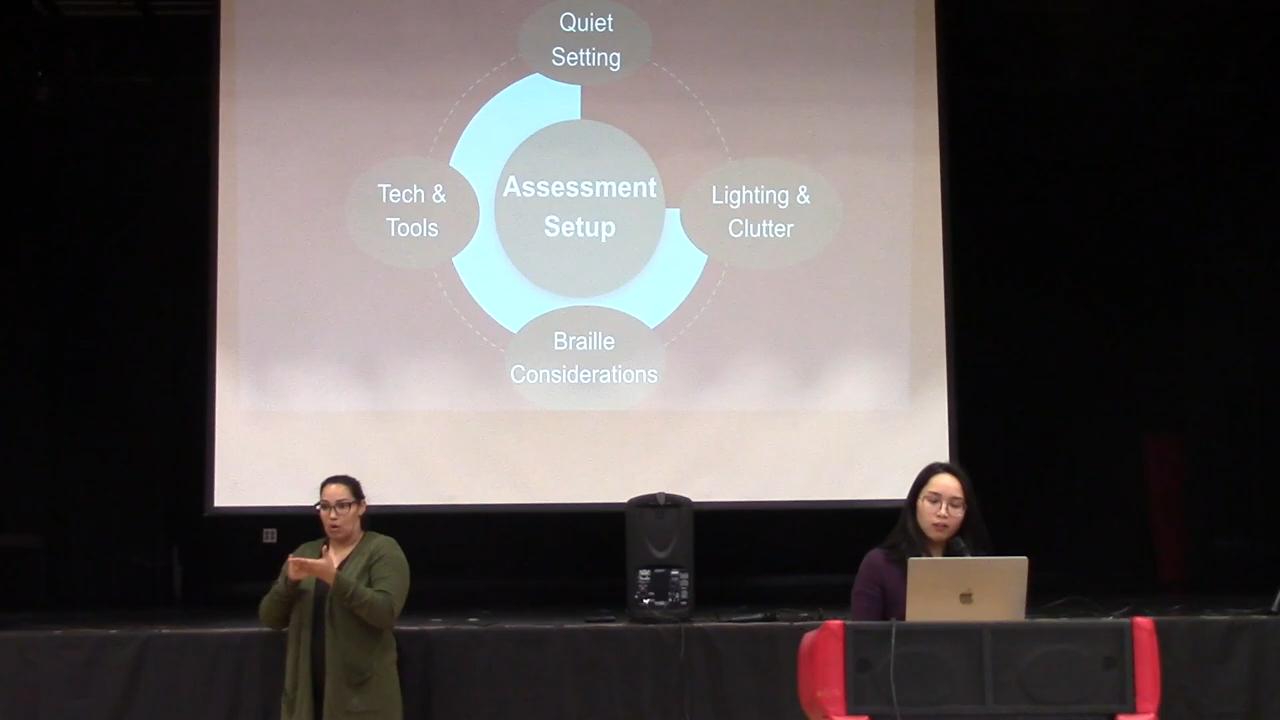 Quiet
Setting
Tech &
Tools
Assessment
Setup
Lighting &
Clutter
Braille
Considerations